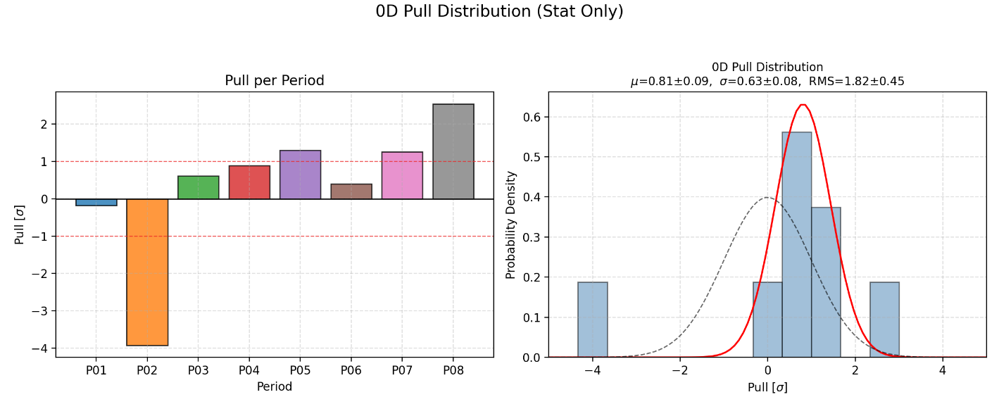 0D Pull Distribution (Stat Only)
Pull per Period
Pull [σ]
2
1
0
−1
−2
−3
−4
P01 P02 P03 P04 P05 P06 P07 P08
Period
0D Pull Distribution
μ=0.81±0.09, σ=0.63±0.08, RMS=1.82±0.45
Probability Density
0.6
0.5
0.4
0.3
0.2
0.1
0.0
−4 −2 0 2 4
Pull [σ]